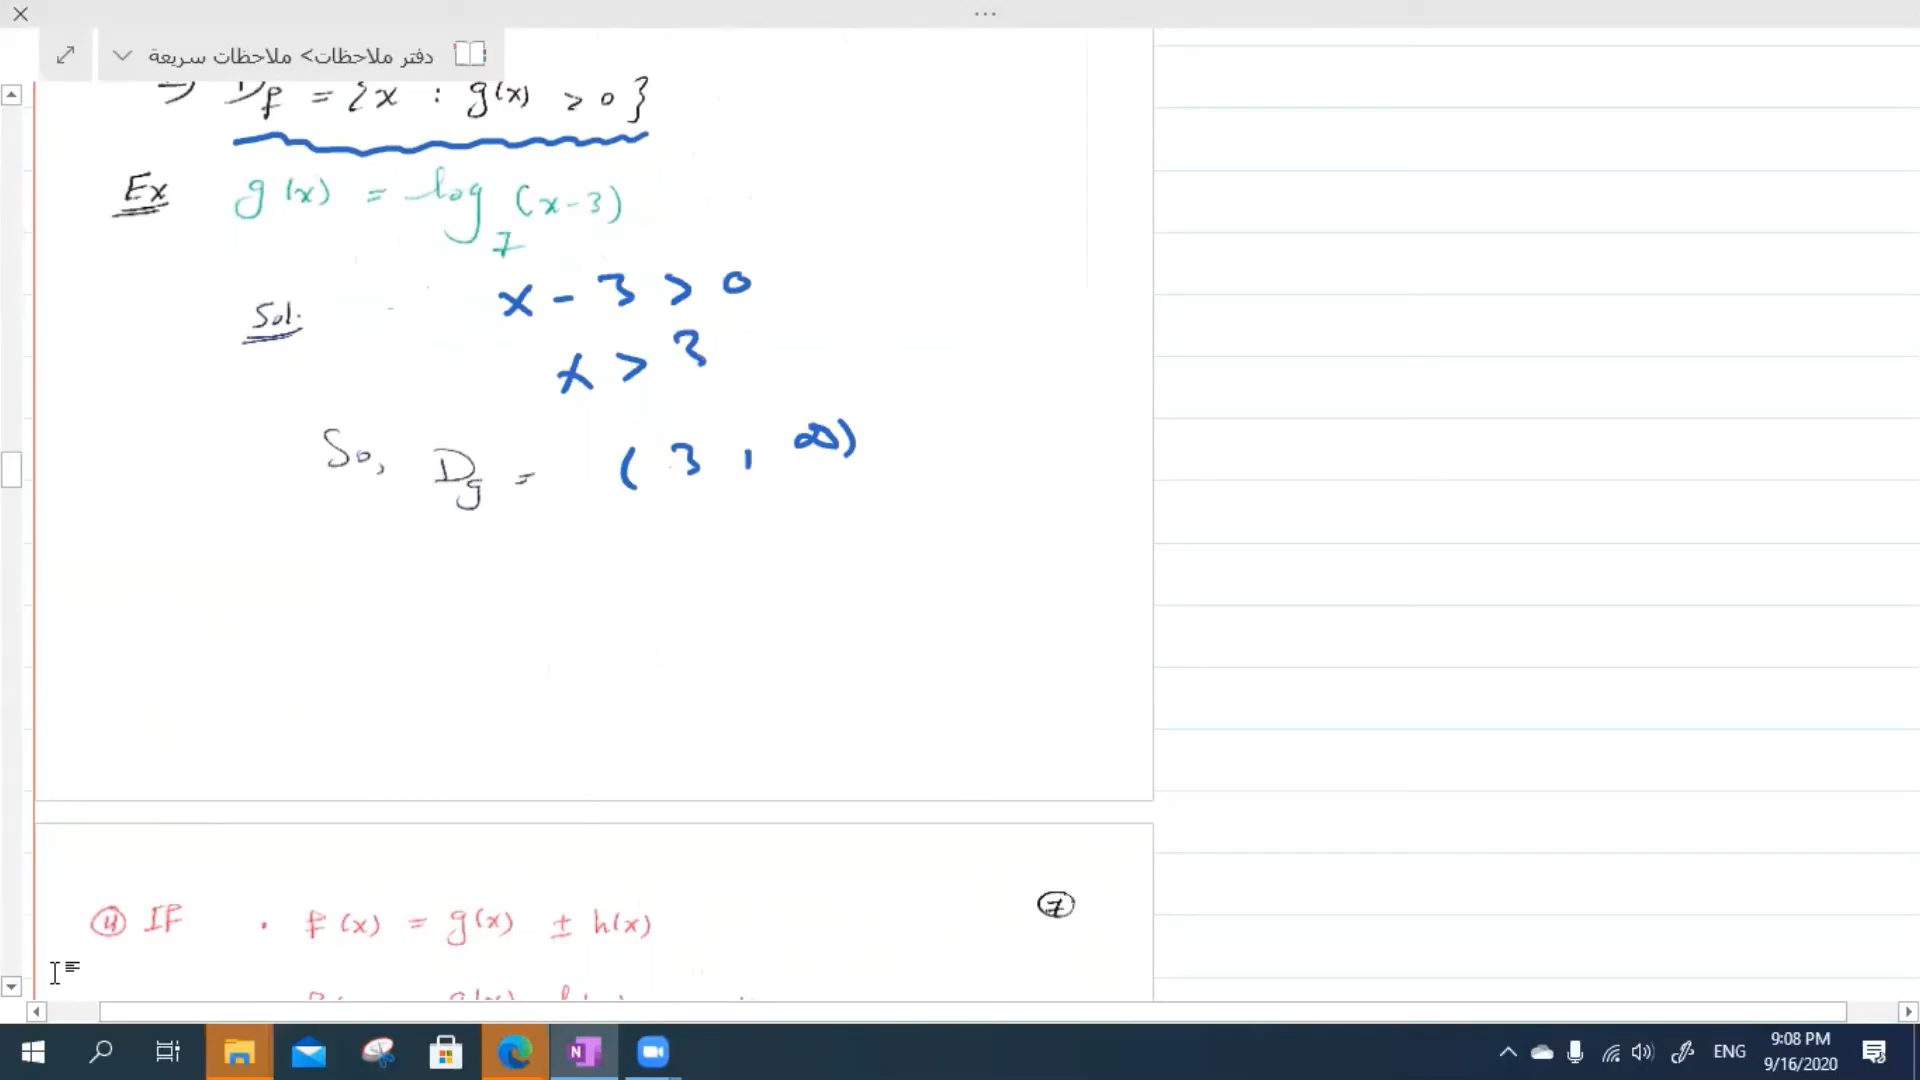 دفتر ملاحظات> ملاحظات سريعة
⇒ Df = {x : g(x) > 0}
Ex g(x) = log₇ (x-3)
Sol.
x - 3 > 0
x > 3
So, Dg = (3, ∞)
④ IF . f(x) = g(x) ± h(x)
⑦
N
ENG
9:08 PM
9/16/2020